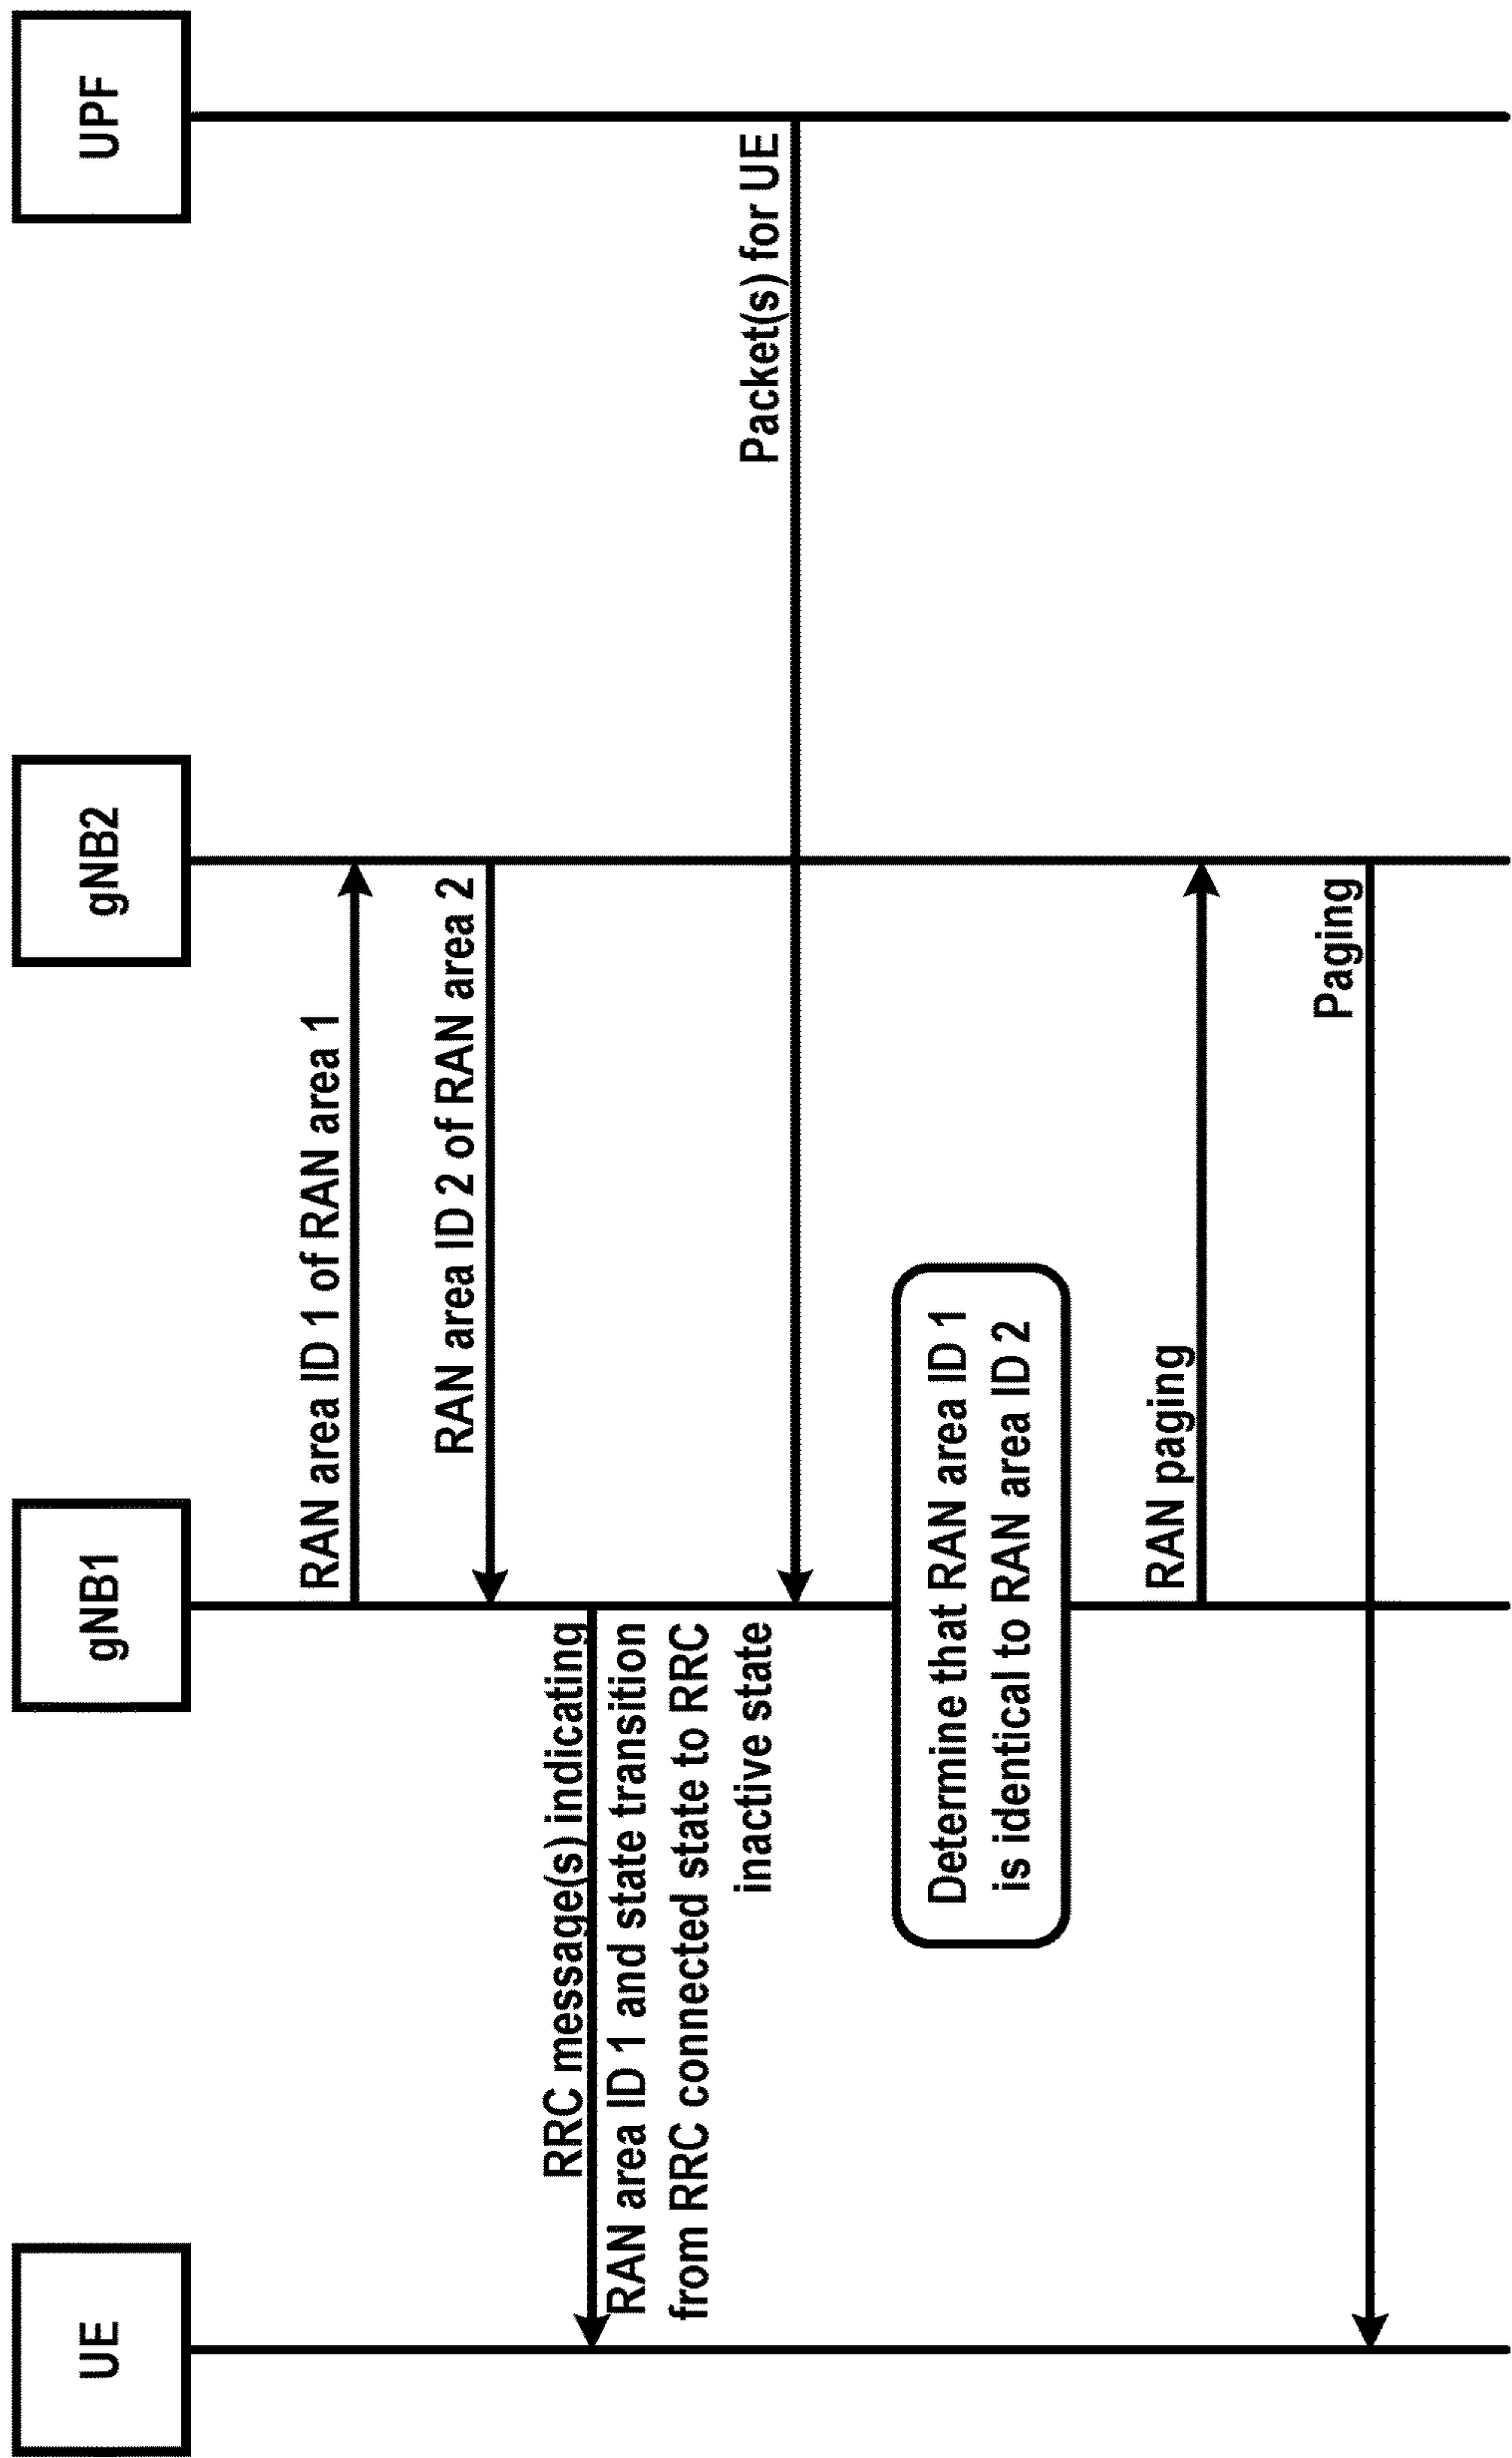 UE
gNB1
gNB2
UPF
RAN area ID 1 of RAN area 1
RAN area ID 2 of RAN area 2
RRC message(s) indicating
RAN area ID 1 and state transition
from RRC connected state to RRC
inactive state
Packet(s) for UE
Determine that RAN area ID 1
is identical to RAN area ID 2
RAN paging
Paging